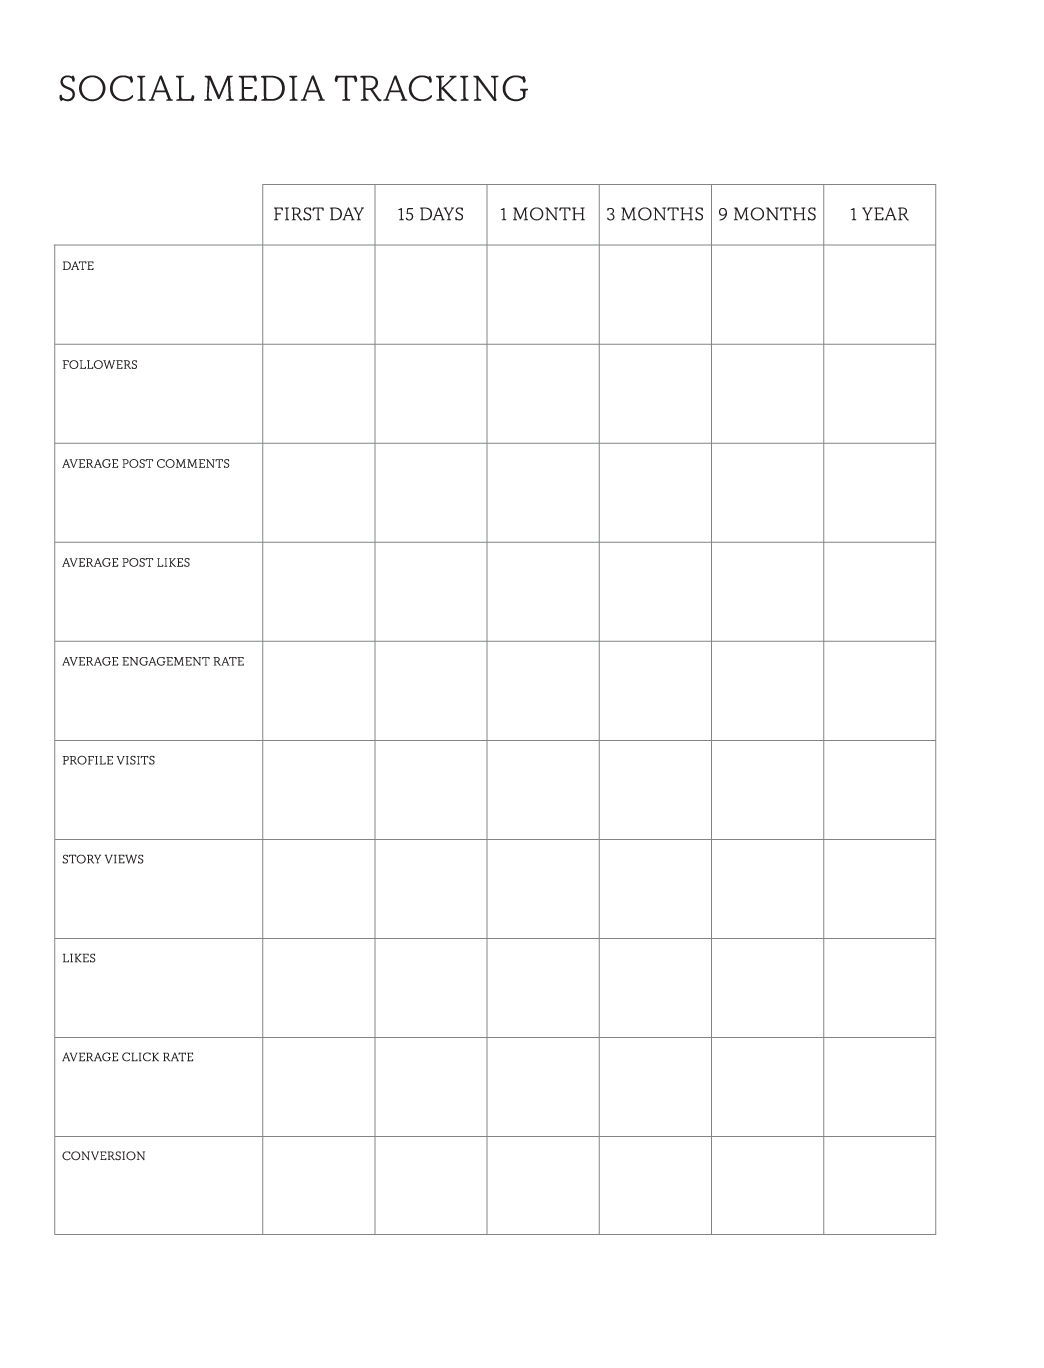 SOCIAL MEDIA TRACKING
FIRST DAY 15 DAYS 1 MONTH 3 MONTHS 9 MONTHS 1 YEAR
DATE
FOLLOWERS
AVERAGE POST COMMENTS
AVERAGE POST LIKES
AVERAGE ENGAGEMENT RATE
PROFILE VISITS
STORY VIEWS
LIKES
AVERAGE CLICK RATE
CONVERSION